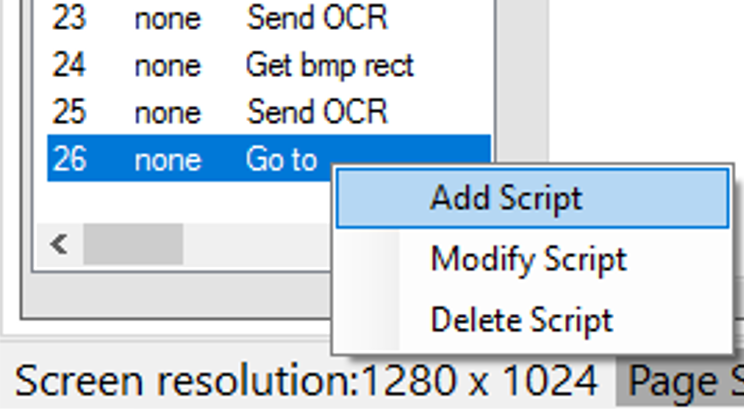 23 none Send OCR
24 none Get bmp rect
25 none Send OCR
26 none Go to
Add Script
Modify Script
Delete Script
Screen resolution:1280 x 1024 Page